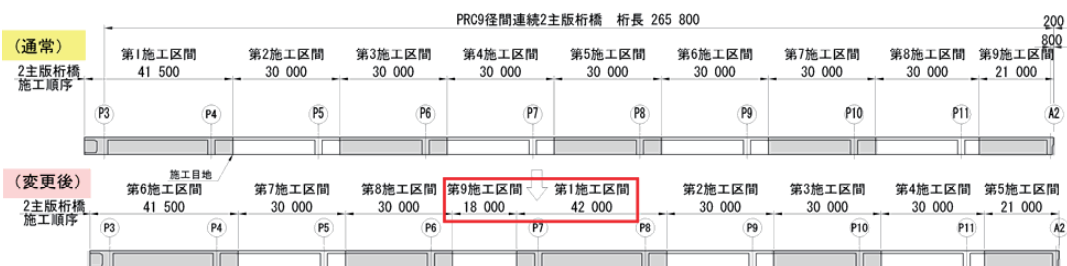 PRC9径間連続2主版桁橋 桁長 265 800
200
800
(通常)
第1施工区間 第2施工区間 第3施工区間 第4施工区間 第5施工区間 第6施工区間 第7施工区間 第8施工区間 第9施工区間
2主版桁橋
施工順序
41 500 30 000 30 000 30 000 30 000 30 000 30 000 30 000 21 000
P3 P4 P5 P6 P7 P8 P9 P10 P11 A2
施工目地
(変更後)
第6施工区間 第7施工区間 第8施工区間 第9施工区間 第1施工区間 第2施工区間 第3施工区間 第4施工区間 第5施工区間
2主版桁橋
施工順序
41 500 30 000 30 000 18 000 42 000 30 000 30 000 30 000 21 000
P3 P4 P5 P6 P7 P8 P9 P10 P11 A2